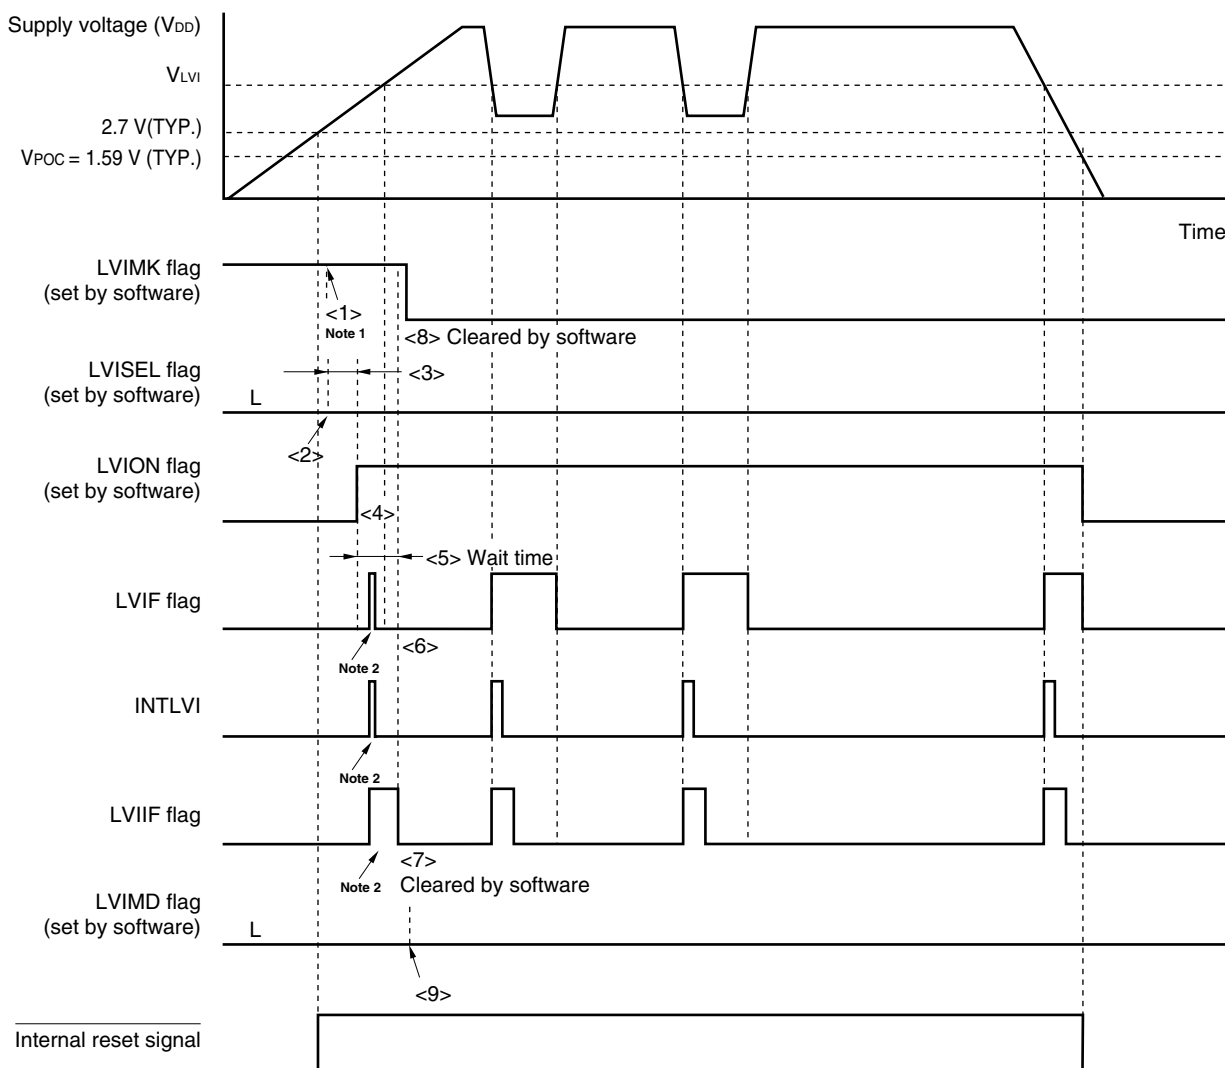 Supply voltage (VDD)
VLVI
2.7 V(TYP.)
VPOC = 1.59 V (TYP.)
Time
LVIMK flag
(set by software)
<1>
Note 1
<8> Cleared by software
LVISEL flag
(set by software)
<3>
L
<2>
LVION flag
(set by software)
<4>
<5> Wait time
LVIF flag
<6>
Note 2
INTLVI
Note 2
LVIIF flag
<7>
Note 2
Cleared by software
LVIMD flag
(set by software)
L
<9>
Internal reset signal